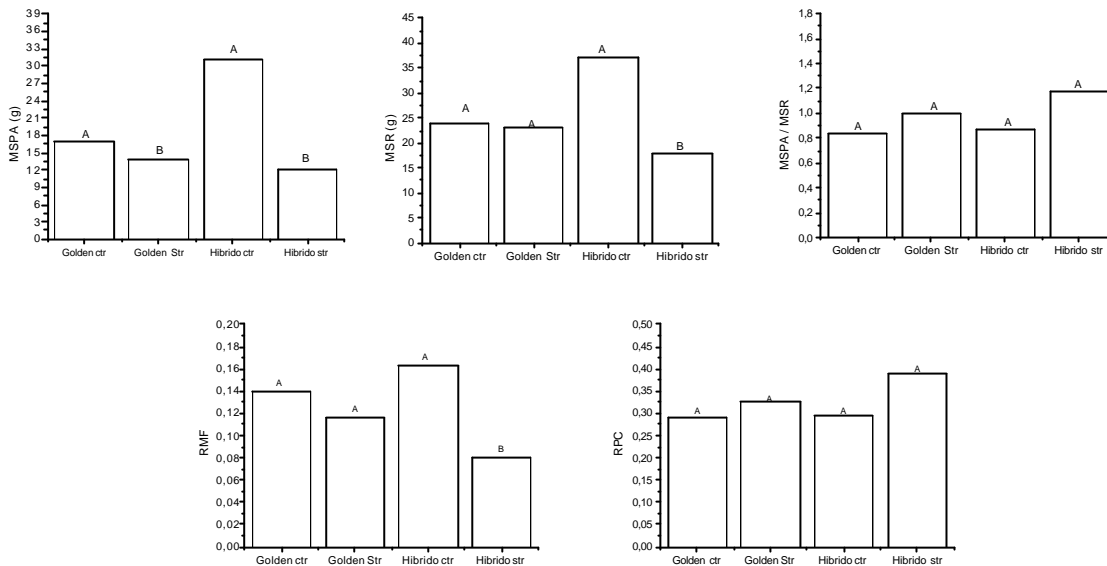 39
36
33
30
27
24
21
18
15
12
9
6
3
0
MSPA (g)
A
B
A
B
Golden ctr Golden Str Hibrido ctr Hibrido str
45
40
35
30
25
20
15
10
5
0
MSR (g)
A
A
A
B
Golden ctr Golden Str Hibrido ctr Hibrido str
1,8
1,6
1,4
1,2
1,0
0,8
0,6
0,4
0,2
0,0
MSPA / MSR
A
A
A
A
Golden ctr Golden Str Hibrido ctr Hibrido str
0,20
0,18
0,16
0,14
0,12
0,10
0,08
0,06
0,04
0,02
0,00
RMF
A
A
A
B
Golden ctr Golden Str Hibrido ctr Hibrido str
0,50
0,45
0,40
0,35
0,30
0,25
0,20
0,15
0,10
0,05
0,00
RPC
A
A
A
A
Golden ctr Golden Str Hibrido ctr Hibrido str